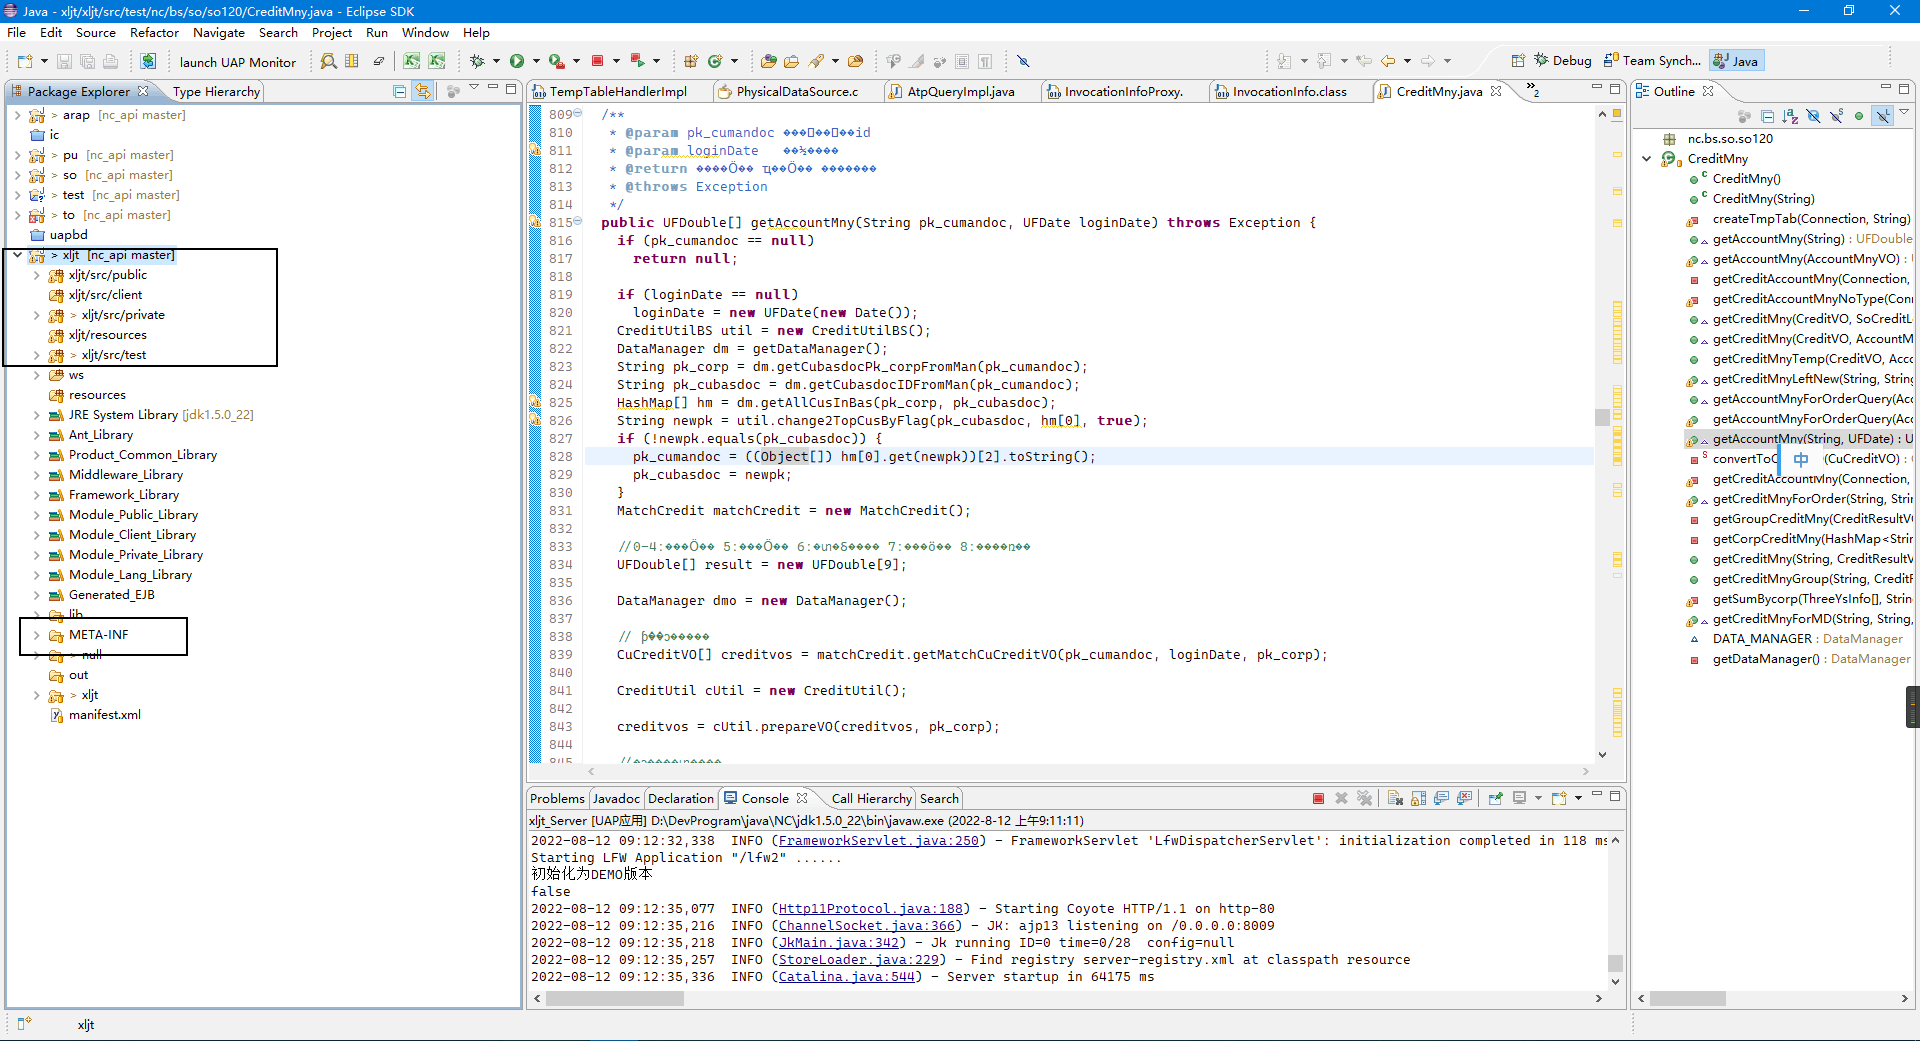 Java - xljt/xljt/src/test/nc/bs/so/so120/CreditMny.java - Eclipse SDK
File Edit Source Refactor Navigate Search Project Run Window Help
launch UAP Monitor
Debug
Team Synch...
Java
Package Explorer
Type Hierarchy
> arap [nc_api master]
ic
> pu [nc_api master]
> so [nc_api master]
> test [nc_api master]
> to [nc_api master]
uapbd
> xljt [nc_api master]
xljt/src/public
xljt/src/client
> xljt/src/private
xljt/resources
> xljt/src/test
ws
resources
JRE System Library [jdk1.5.0_22]
Ant_Library
Product_Common_Library
Middleware_Library
Framework_Library
Module_Public_Library
Module_Client_Library
Module_Private_Library
Module_Lang_Library
Generated_EJB
lib
META-INF
> null
out
> xljt
manifest.xml
TempTableHandlerImpl
PhysicalDataSource.c
AtpQueryImpl.java
InvocationInfoProxy.
InvocationInfo.class
CreditMny.java
»2
809 /**
810 * @param pk_cumandoc id
811 * @param loginDate
812 * @return
813 * @throws Exception
814 */
815 public UFDouble[] getAccountMny(String pk_cumandoc, UFDate loginDate) throws Exception {
816 if (pk_cumandoc == null)
817 return null;
818
819 if (loginDate == null)
820 loginDate = new UFDate(new Date());
821 CreditUtilBS util = new CreditUtilBS();
822 DataManager dm = getDataManager();
823 String pk_corp = dm.getCubasdocPk_corpFromMan(pk_cumandoc);
824 String pk_cubasdoc = dm.getCubasdocIDFromMan(pk_cumandoc);
825 HashMap[] hm = dm.getAllCusInBas(pk_corp, pk_cubasdoc);
826 String newpk = util.change2TopCusByFlag(pk_cubasdoc, hm[0], true);
827 if (!newpk.equals(pk_cubasdoc)) {
828 pk_cumandoc = ((Object[]) hm[0].get(newpk))[2].toString();
829 pk_cubasdoc = newpk;
830 }
831 MatchCredit matchCredit = new MatchCredit();
832
833 //0-4: 5: 6: 7: 8:
834 UFDouble[] result = new UFDouble[9];
835
836 DataManager dmo = new DataManager();
837
838 //
839 CuCreditVO[] creditvos = matchCredit.getMatchCuCreditVO(pk_cumandoc, loginDate, pk_corp);
840
841 CreditUtil cUtil = new CreditUtil();
842
843 creditvos = cUtil.prepareVO(creditvos, pk_corp);
844
845 //
Problems Javadoc Declaration Console Call Hierarchy Search
xljt_Server [UAP应用] D:\DevProgram\java\NC\jdk1.5.0_22\bin\javaw.exe (2022-8-12 上午9:11:11)
2022-08-12 09:12:32,338 INFO (FrameworkServlet.java:250) - FrameworkServlet 'LfwDispatcherServlet': initialization completed in 118 ms
Starting LFW Application "/lfw2" ......
初始化为DEMO版本
false
2022-08-12 09:12:35,077 INFO (Http11Protocol.java:188) - Starting Coyote HTTP/1.1 on http-80
2022-08-12 09:12:35,216 INFO (ChannelSocket.java:366) - JK: ajp13 listening on /0.0.0.0:8009
2022-08-12 09:12:35,218 INFO (JkMain.java:342) - Jk running ID=0 time=0/28 config=null
2022-08-12 09:12:35,257 INFO (StoreLoader.java:229) - Find registry server-registry.xml at classpath resource
2022-08-12 09:12:35,336 INFO (Catalina.java:544) - Server startup in 64175 ms
Outline
nc.bs.so.so120
CreditMny
CreditMny()
CreditMny(String)
createTmpTab(Connection, String)
getAccountMny(String) : UFDouble
getAccountMny(AccountMnyVO) : U
getCreditAccountMny(Connection,
getCreditAccountMnyNoType(Conn
getCreditMny(CreditVO, SoCreditLe
getCreditMny(CreditVO, AccountM
getCreditMnyTemp(CreditVO, Acco
getCreditMnyLeftNew(String, String
getCreditMnyForOrderQuery(Acc
getAccountMnyForOrderQuery(Acc
getAccountMny(String, UFDate) : U
convertToC 中 (CuCreditVO) : C
getCreditAccountMny(Connection,
getCreditMnyForOrder(String, Strin
getGroupCreditMny(CreditResultVO
getCorpCreditMny(HashMap<Strin
getCreditMny(String, CreditResultV
getCreditMnyGroup(String, CreditR
getSumBycorp(ThreeYsInfo[], String
getCreditMnyForMD(String, String,
DATA_MANAGER : DataManager
getDataManager() : DataManager
xljt